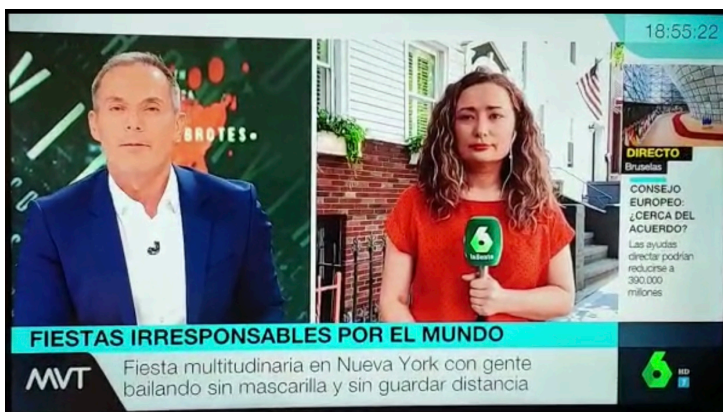 18:55:22
BROTES
DIRECTO
Bruselas
CONSEJO
EUROPEO:
¿CERCA DEL
ACUERDO?
Las ayudas
directar podrían
reducirse a
390.000
millones
6
laSexta
FIESTAS IRRESPONSABLES POR EL MUNDO
MVT
Fiesta multitudinaria en Nueva York con gente
bailando sin mascarilla y sin guardar distancia
6
HD
7